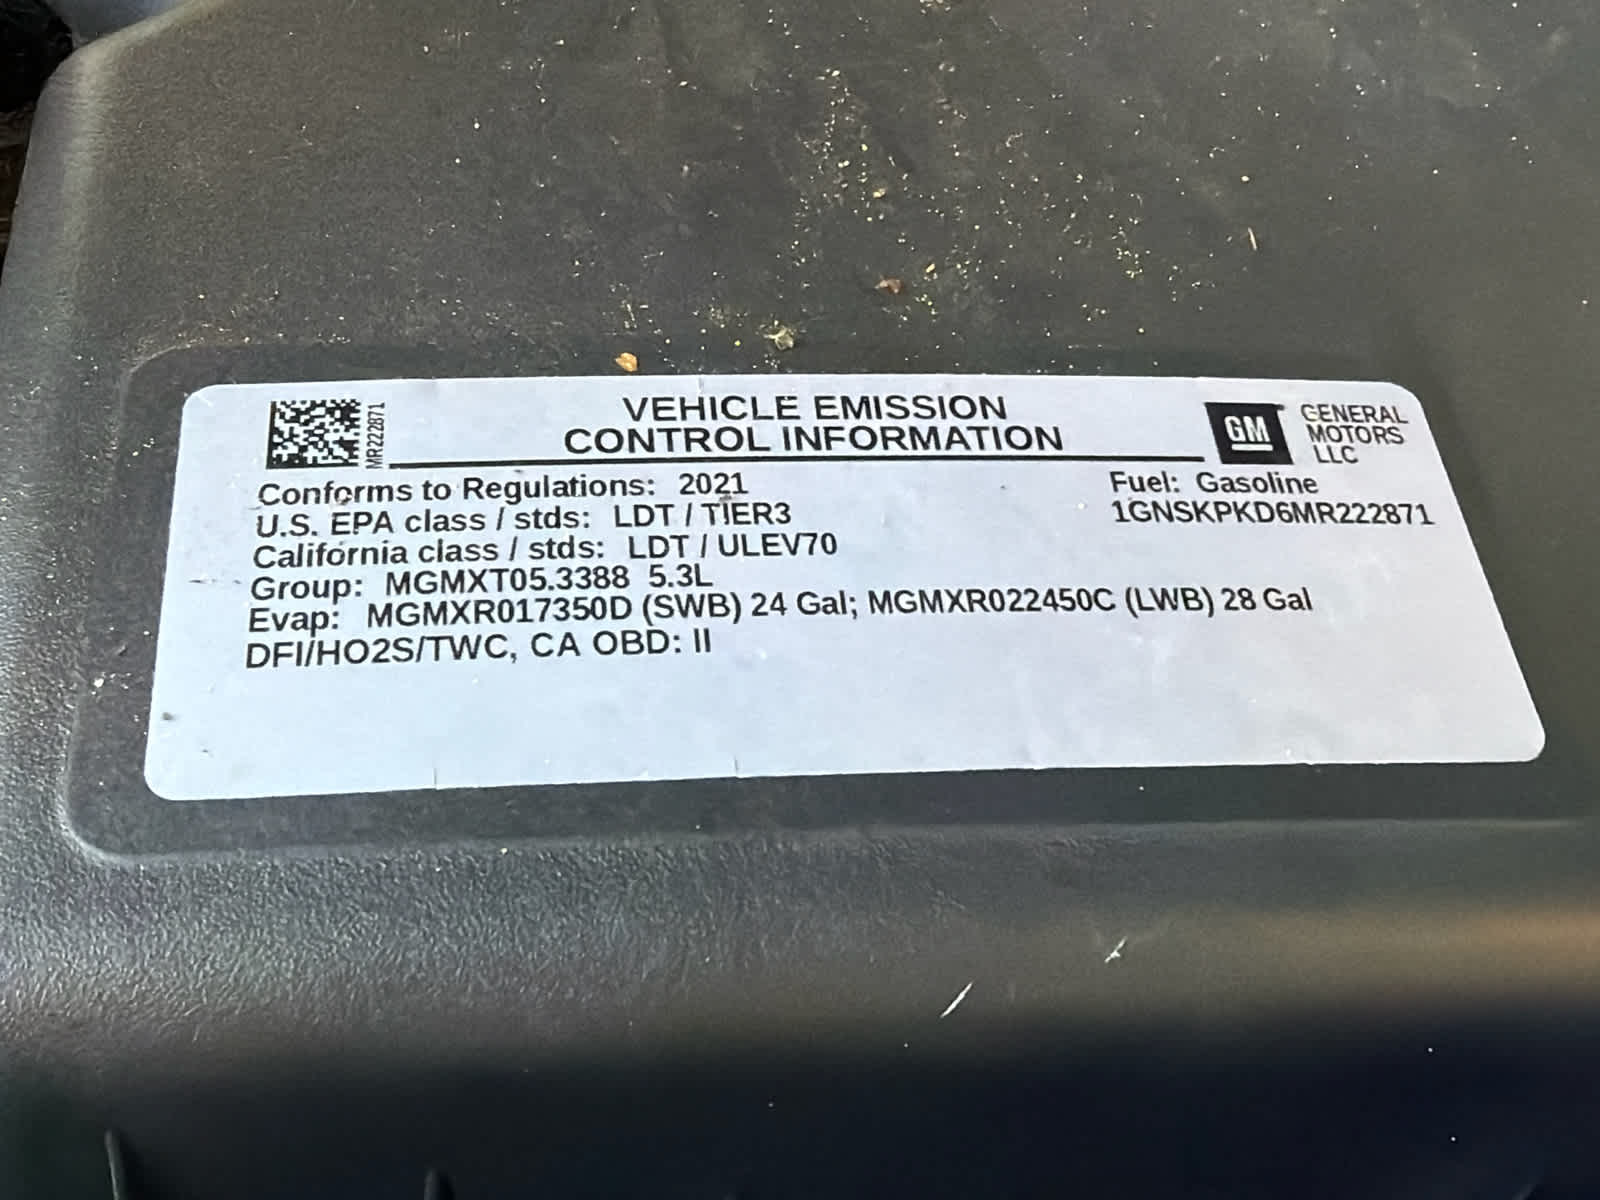 MR222871
VEHICLE EMISSION
CONTROL INFORMATION
GM
GENERAL
MOTORS
LLC
Conforms to Regulations: 2021
Fuel: Gasoline
U.S. EPA class / stds: LDT / TIER3
1GNSKPKD6MR222871
California class / stds: LDT / ULEV70
Group: MGMXT05.3388 5.3L
Evap: MGMXR017350D (SWB) 24 Gal; MGMXR022450C (LWB) 28 Gal
DFI/HO2S/TWC, CA OBD: II